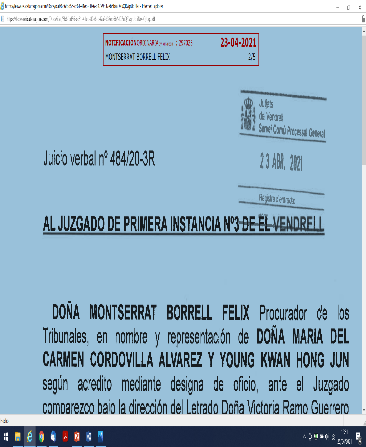 NOTIFICACION
23-04-2021
MONTSERRAT BORRELL FELIX
2/5
Jutjats
de Vendrell
Servei Comú Processal General
23 ABR. 2021
Juicio verbal nº 484/20-3R
Registre d'entrada
AL JUZGADO DE PRIMERA INSTANCIA Nº3 DE EL VENDRELL
DOÑA MONTSERRAT BORRELL FELIX Procurador de los
Tribunales, en nombre y representación de DOÑA MARIA DEL
CARMEN CORDOVILLA ALVAREZ Y YOUNG KWAN HONG JUN
según acredito mediante designa de oficio, ante el Juzgado
comparezco bajo la dirección del Letrado Doña Victoria Ramo Guerrero